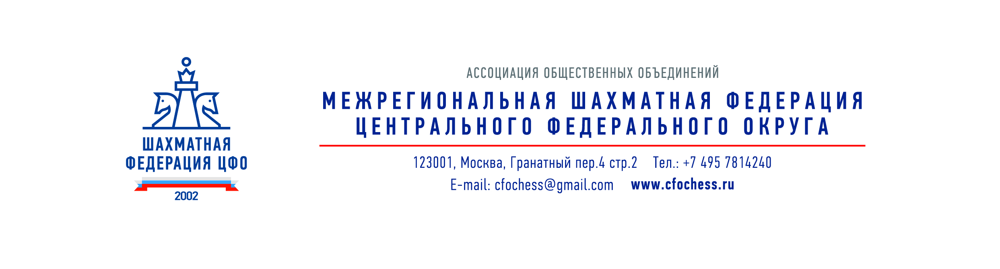 ШАХМАТНАЯ
ФЕДЕРАЦИЯ ЦФО
2002
АССОЦИАЦИЯ ОБЩЕСТВЕННЫХ ОБЪЕДИНЕНИЙ
МЕЖРЕГИОНАЛЬНАЯ ШАХМАТНАЯ ФЕДЕРАЦИЯ
ЦЕНТРАЛЬНОГО ФЕДЕРАЛЬНОГО ОКРУГА
123001, Москва, Гранатный пер.4 стр.2 Тел.: +7 495 7814240
E-mail: cfochess@gmail.com www.cfochess.ru